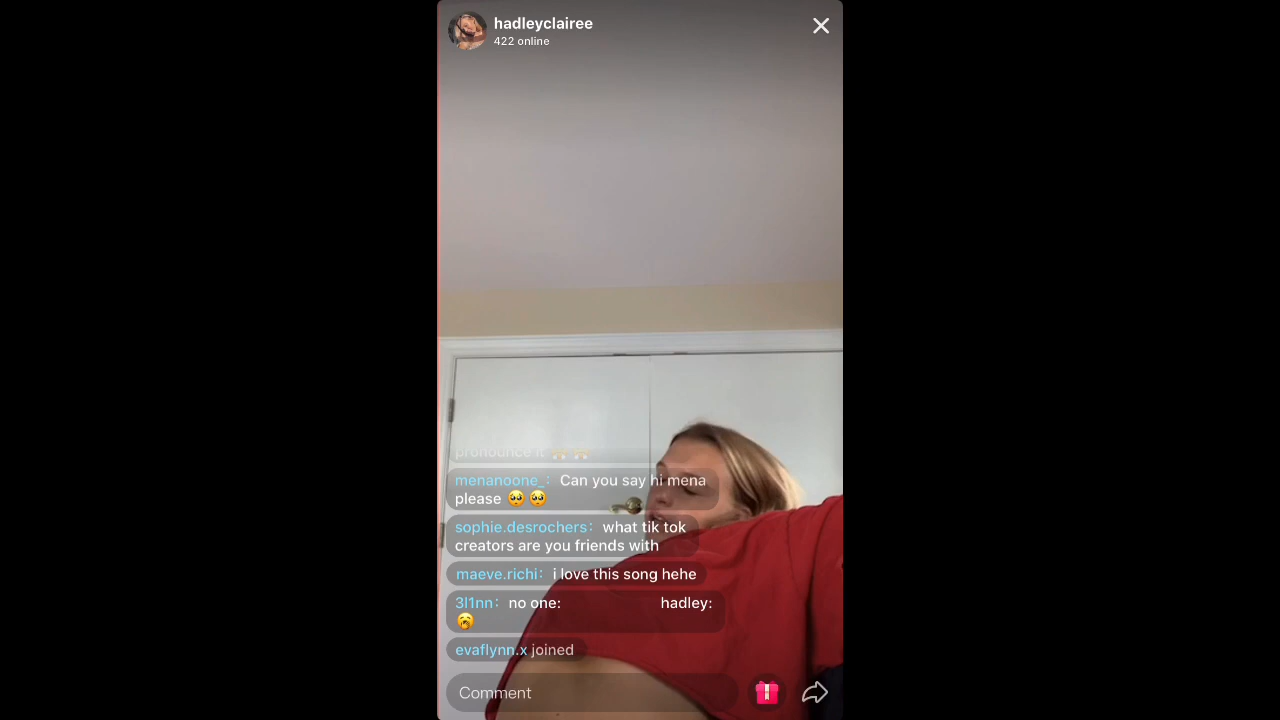 hadleyclairee
422 online
pronounce it
menanoone_: Can you say hi mena
please 🥺 🥺
sophie.desrochers: what tik tok
creators are you friends with
maeve.richi: i love this song hehe
3l1nn: no one: hadley:
🥱
evaflynn.x joined
Comment